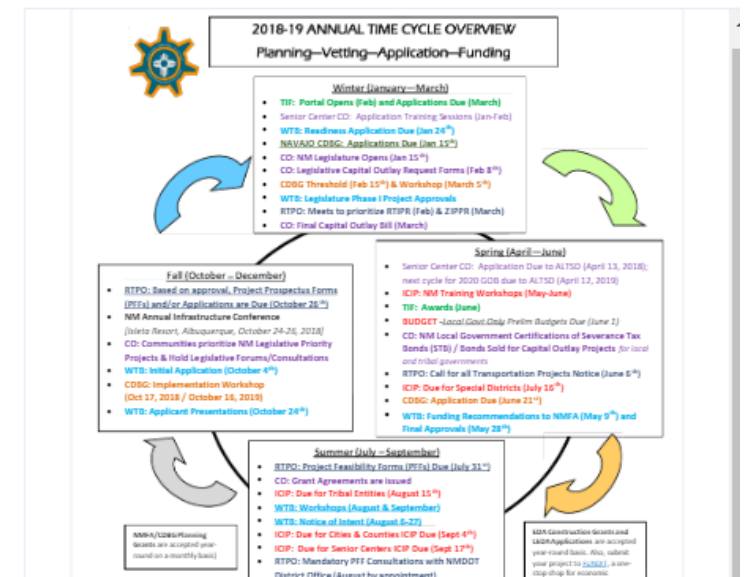 2018-19 ANNUAL TIME CYCLE OVERVIEW
Planning—Vetting—Application—Funding
Winter (January—March)
TIF: Portal Opens (Feb) and Applications Due (March)
Senior Center CO: Application Training Sessions (Jan-Feb)
WTB: Readiness Application Due (Jan 24th)
NAVAJO CDBG: Applications Due (Jan 15th)
CO: NM Legislature Opens (Jan 15th)
CO: Legislative Capital Outlay Request Forms (Feb 8th)
CDBG Threshold (Feb 15th) & Workshop (March 5th)
WTB: Legislature Phase I Project Approvals
RTPO: Meets to prioritize RTIPR (Feb) & ZIPPR (March)
CO: Final Capital Outlay Bill (March)
Spring (April—June)
Senior Center CO: Application Due to ALTSD (April 13, 2018);
next cycle for 2020 GOB due to ALTSD (April 12, 2019)
ICIP: NM Training Workshops (May-June)
TIF: Awards (June)
BUDGET -Local Govt Only Prelim Budgets Due (June 1)
CO: NM Local Government Certifications of Severance Tax
Bonds (STB) / Bonds Sold for Capital Outlay Projects for local
and tribal governments
RTPO: Call for all Transportation Projects Notice (June 6th)
ICIP: Due for Special Districts (July 16th)
CDBG: Application Due (June 21st)
WTB: Funding Recommendations to NMFA (May 9th) and
Final Approvals (May 28th)
Fall (October – December)
RTPO: Based on approval, Project Prospectus Forms
(PFFs) and/or Applications are Due (October 26th)
NM Annual Infrastructure Conference
[Isleta Resort, Albuquerque, October 24-26, 2018]
CO: Communities prioritize NM Legislative Priority
Projects & Hold Legislative Forums/Consultations
WTB: Initial Application (October 4th)
CDBG: Implementation Workshop
(Oct 17, 2018 / October 16, 2019)
WTB: Applicant Presentations (October 24th)
Summer (July – September)
RTPO: Project Feasibility Forms (PFFs) Due (July 31st)
CO: Grant Agreements are issued
ICIP: Due for Tribal Entities (August 15th)
WTB: Workshops (August & September)
WTB: Notice of Intent (August 6-27)
ICIP: Due for Cities & Counties ICIP Due (Sept 4th)
ICIP: Due for Senior Centers ICIP Due (Sept 17th)
RTPO: Mandatory PFF Consultations with NMDOT
District Office (August by appointment)
NMFA/CDBG Planning
Grants are accepted year-
round on a monthly basis)
EDA Construction Grants and
LEDA Applications are accepted
year-round basis. Also, submit
your project to FUNDIT, a one-
stop shop for economic